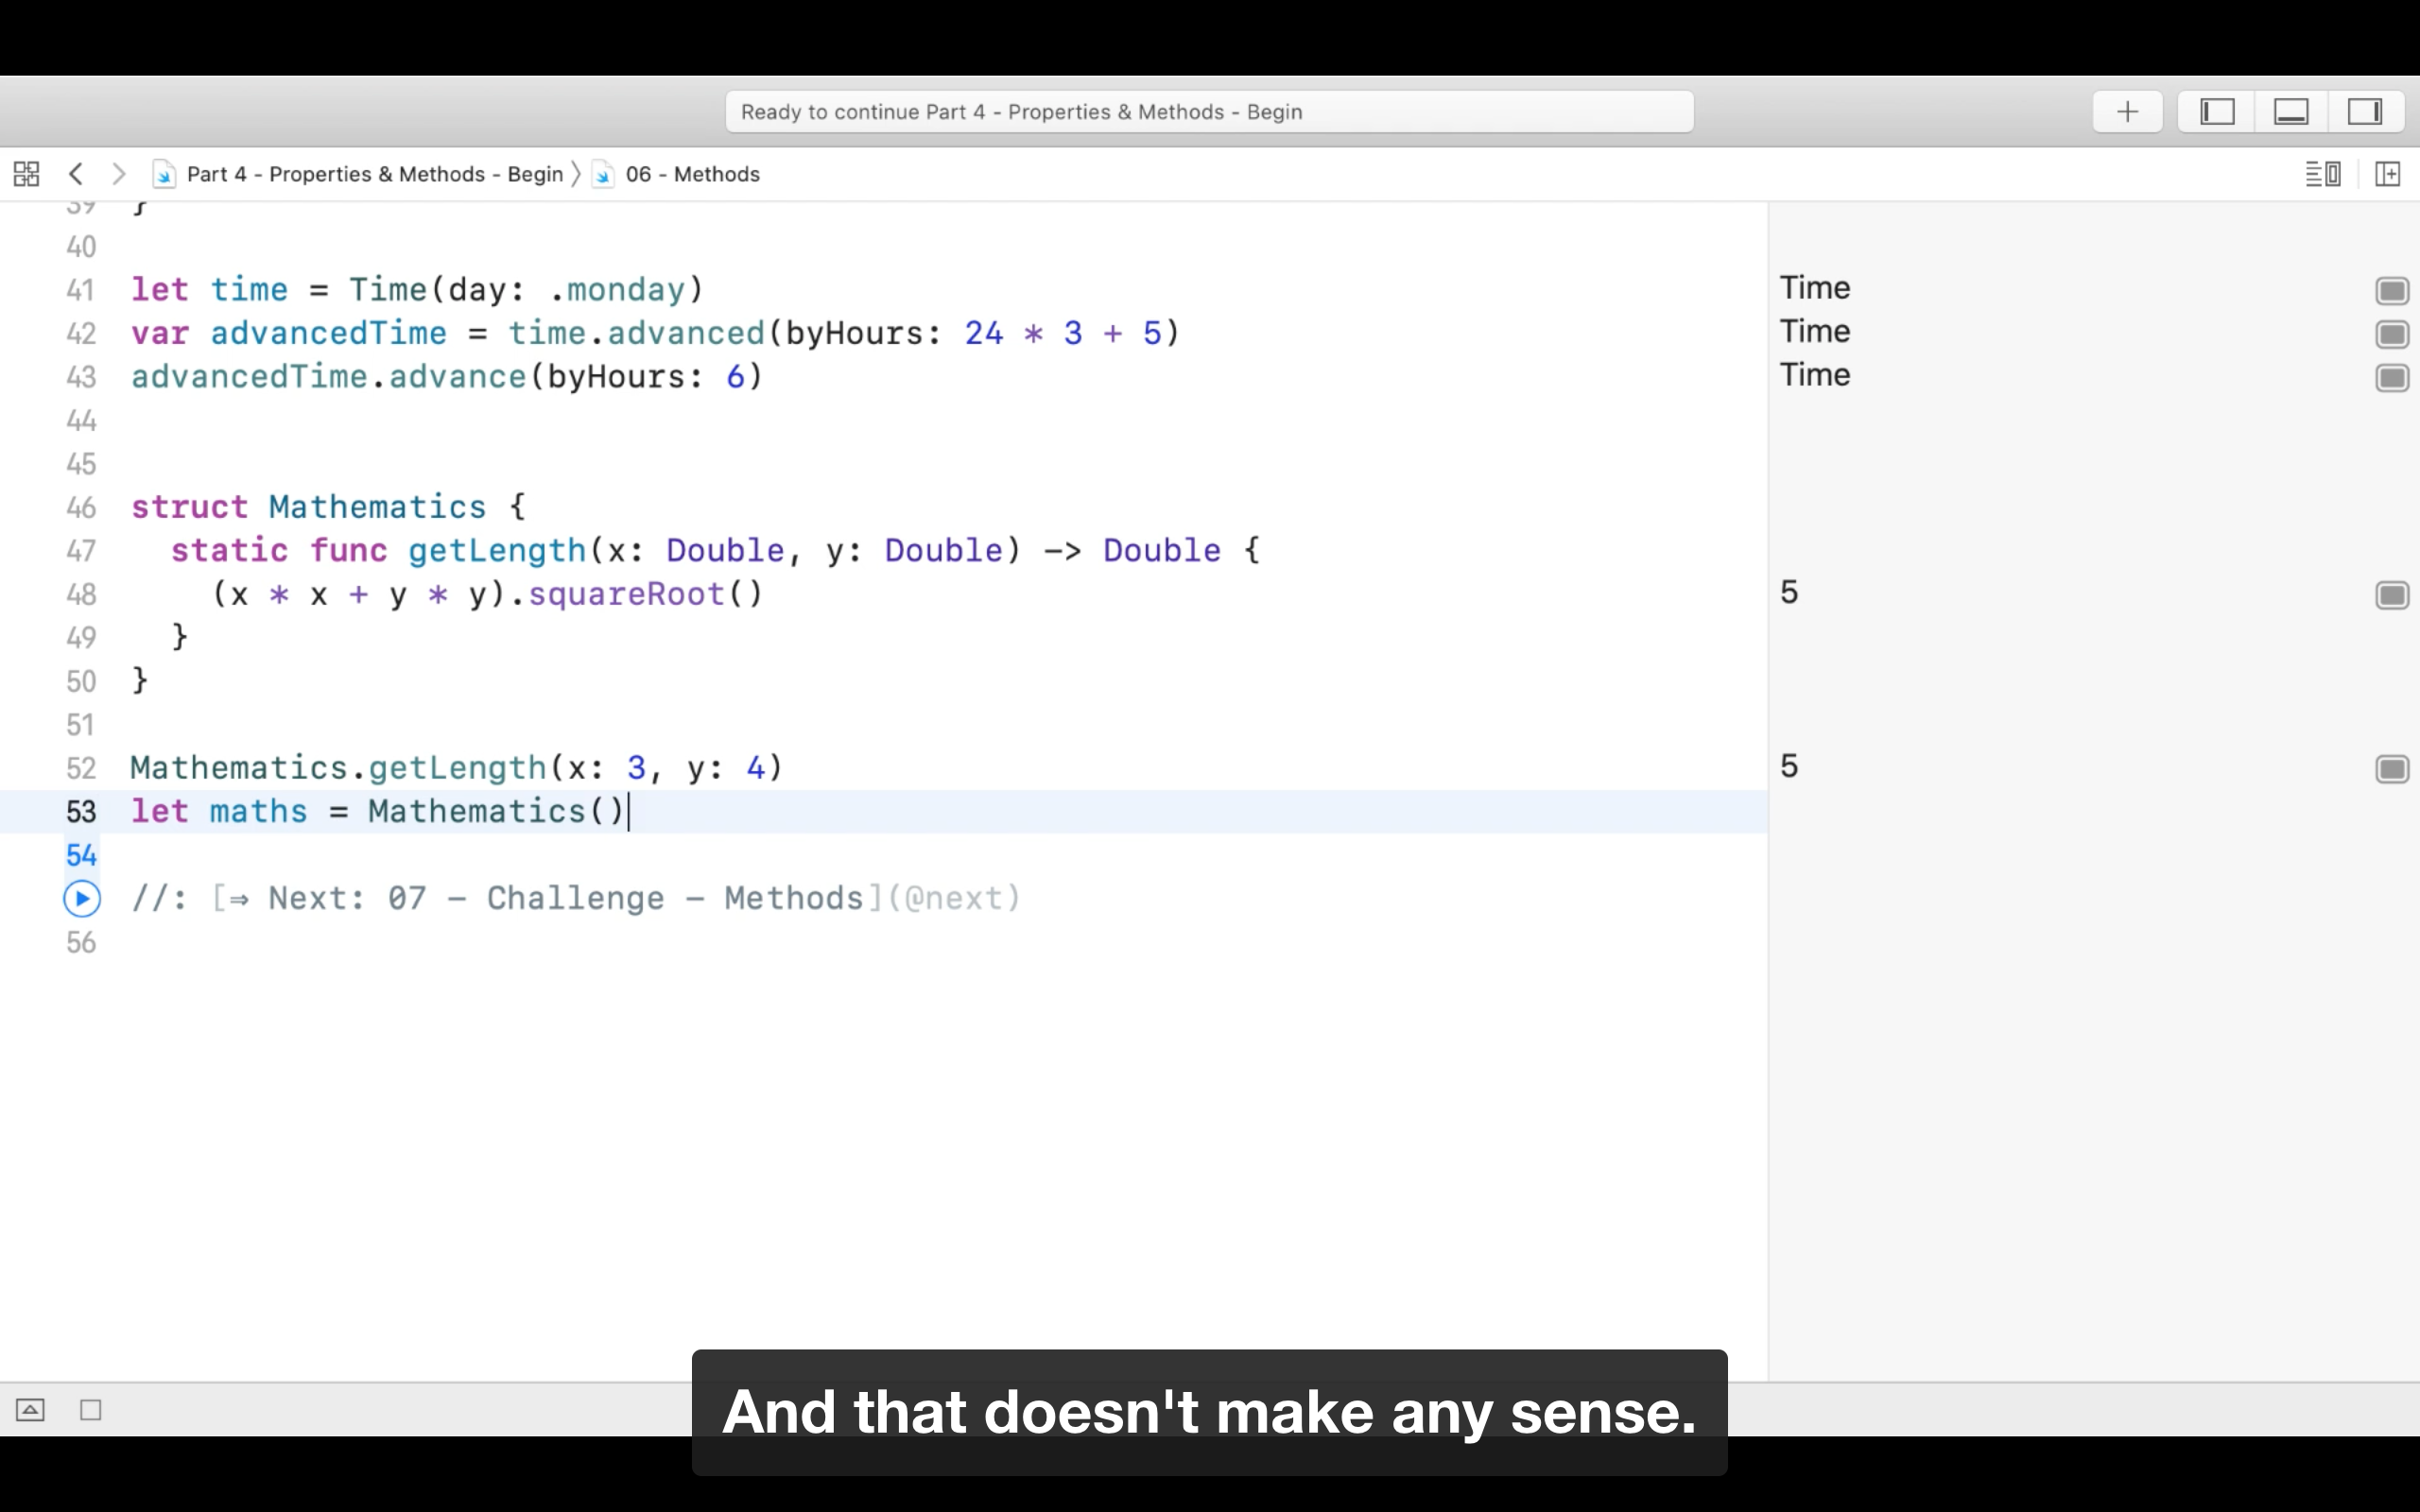 Ready to continue Part 4 - Properties & Methods - Begin
Part 4 - Properties & Methods - Begin 〉 06 - Methods
39 }
40
41 let time = Time(day: .monday) Time
42 var advancedTime = time.advanced(byHours: 24 * 3 + 5) Time
43 advancedTime.advance(byHours: 6) Time
44
45
46 struct Mathematics {
47   static func getLength(x: Double, y: Double) -> Double {
48     (x * x + y * y).squareRoot() 5
49   }
50 }
51
52 Mathematics.getLength(x: 3, y: 4) 5
53 let maths = Mathematics()
54
//: [⇒ Next: 07 - Challenge - Methods](@next)
56
And that doesn't make any sense.